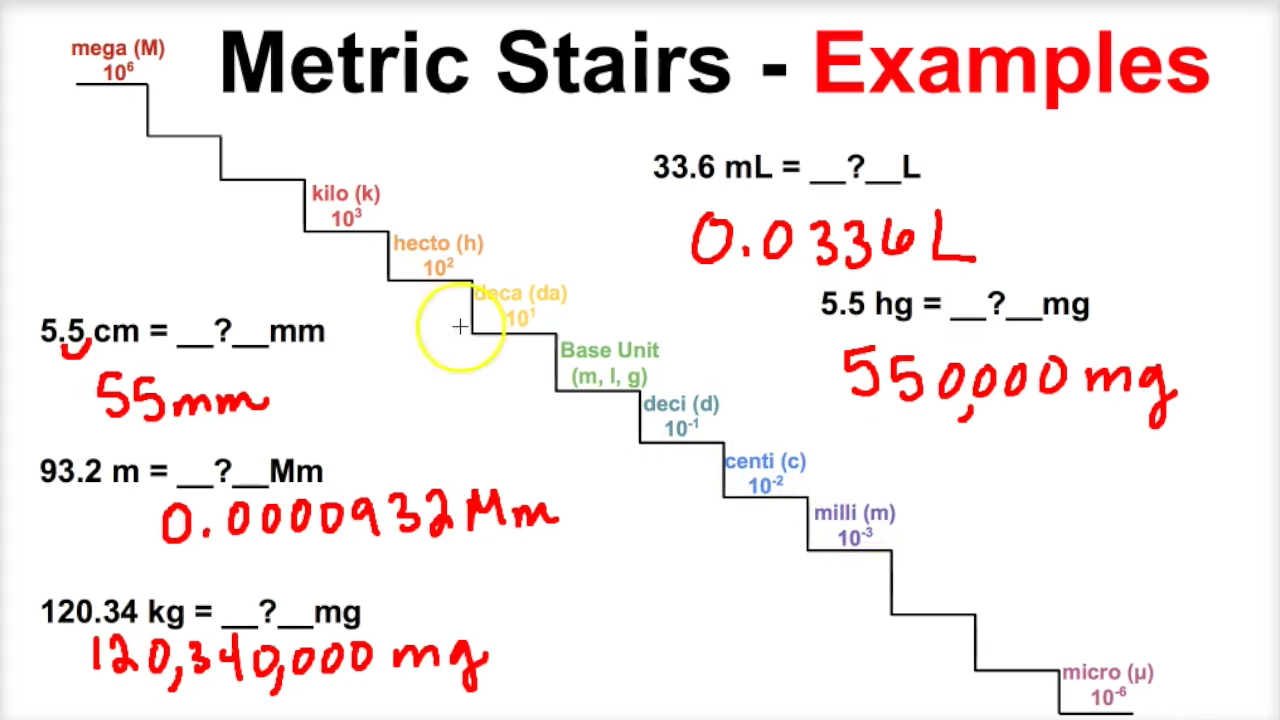 Metric Stairs - Examples
mega (M)
10⁶
kilo (k)
10³
hecto (h)
10²
deca (da)
10¹
Base Unit
(m, l, g)
deci (d)
10⁻¹
centi (c)
10⁻²
milli (m)
10⁻³
micro (µ)
10⁻⁶
5.5 cm = __?__mm
55mm
93.2 m = __?__Mm
0.0000932 Mm
120.34 kg = __?__mg
120,340,000 mg
33.6 mL = __?__L
0.0336 L
5.5 hg = __?__mg
550,000 mg